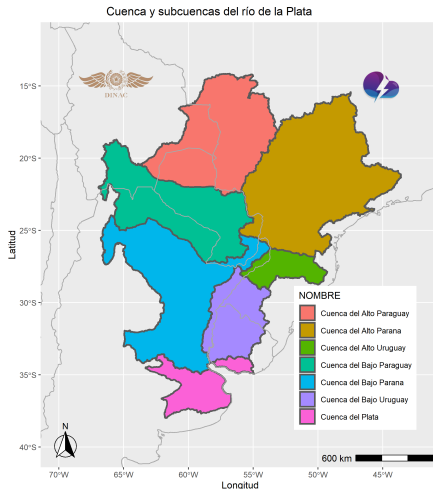 Cuenca y subcuencas del río de la Plata
DINAC
15°S
20°S
25°S
30°S
35°S
40°S
Latitud
NOMBRE
Cuenca del Alto Paraguay
Cuenca del Alto Parana
Cuenca del Alto Uruguay
Cuenca del Bajo Paraguay
Cuenca del Bajo Parana
Cuenca del Bajo Uruguay
Cuenca del Plata
N
600 km
70°W
65°W
60°W
55°W
50°W
45°W
Longitud